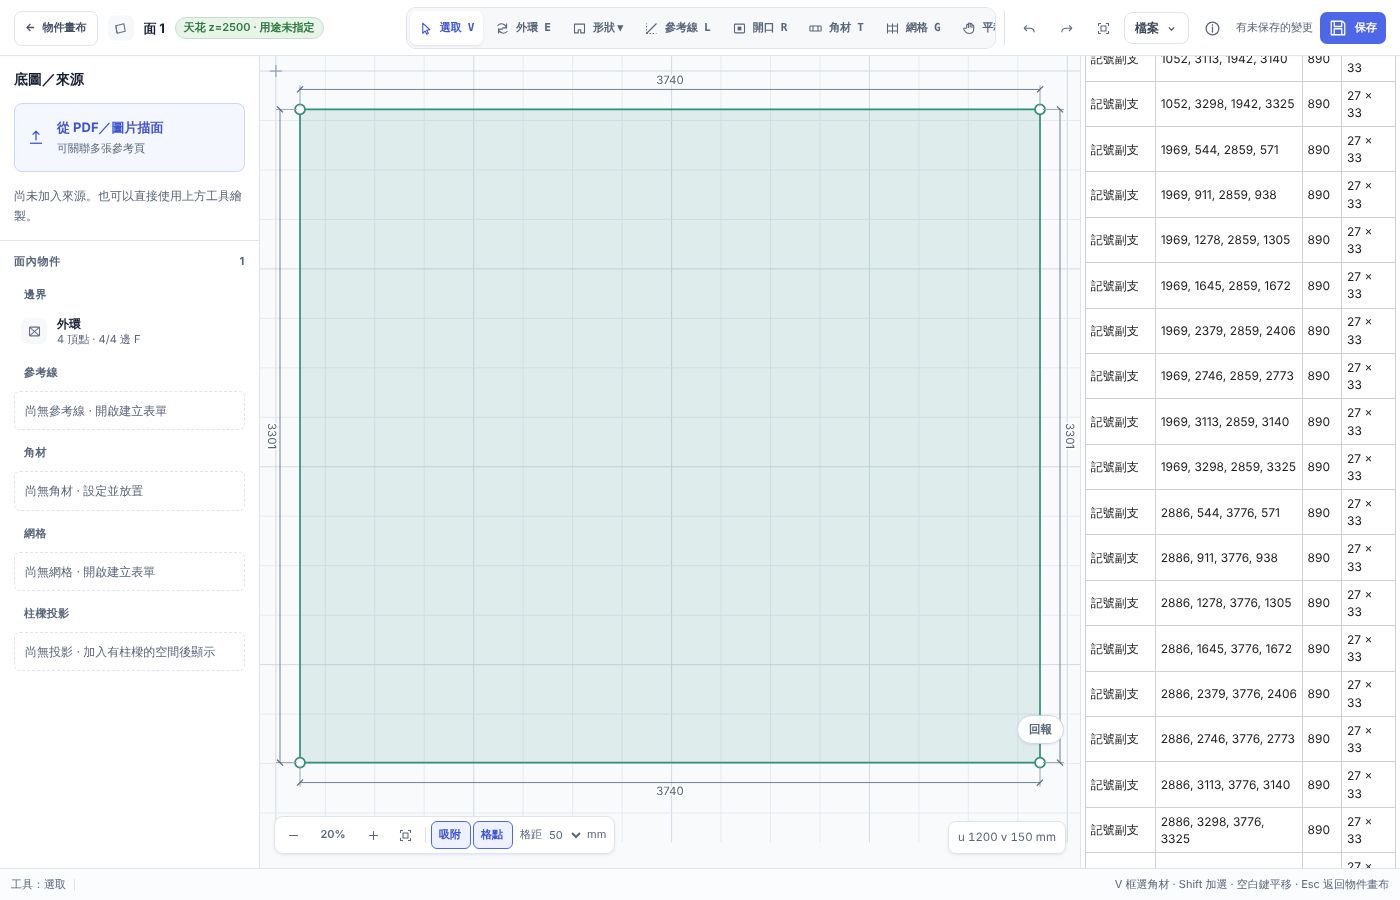 物件畫布
面 1
天花 z=2500 · 用途未指定
選取 V
外環 E
形狀▾
參考線 L
開口 R
角材 T
網格 G
檔案
有未保存的變更
保存
底圖／來源
從 PDF／圖片描面
可關聯多張參考頁
尚未加入來源。也可以直接使用上方工具繪
製。
面內物件 1
邊界
外環
4 頂點 · 4/4 邊 F
參考線
尚無參考線 · 開啟建立表單
角材
尚無角材 · 設定並放置
網格
尚無網格 · 開啟建立表單
柱樑投影
尚無投影 · 加入有柱樑的空間後顯示
3740
3301
3301
3740
回報
20%
吸附
格點
格距 50 mm
u 1200 v 150 mm
記號副支 1052, 3113, 1942, 3140 890
33
記號副支 1052, 3298, 1942, 3325 890 27 ×
33
記號副支 1969, 544, 2859, 571 890 27 ×
33
記號副支 1969, 911, 2859, 938 890 27 ×
33
記號副支 1969, 1278, 2859, 1305 890 27 ×
33
記號副支 1969, 1645, 2859, 1672 890 27 ×
33
記號副支 1969, 2379, 2859, 2406 890 27 ×
33
記號副支 1969, 2746, 2859, 2773 890 27 ×
33
記號副支 1969, 3113, 2859, 3140 890 27 ×
33
記號副支 1969, 3298, 2859, 3325 890 27 ×
33
記號副支 2886, 544, 3776, 571 890 27 ×
33
記號副支 2886, 911, 3776, 938 890 27 ×
33
記號副支 2886, 1278, 3776, 1305 890 27 ×
33
記號副支 2886, 1645, 3776, 1672 890 27 ×
33
記號副支 2886, 2379, 3776, 2406 890 27 ×
33
記號副支 2886, 2746, 3776, 2773 890 27 ×
33
記號副支 2886, 3113, 3776, 3140 890 27 ×
33
記號副支 2886, 3298, 3776, 3325 890 27 ×
33
27 ×
工具：選取
V 框選角材 · Shift 加選 · 空白鍵平移 · Esc 返回物件畫布